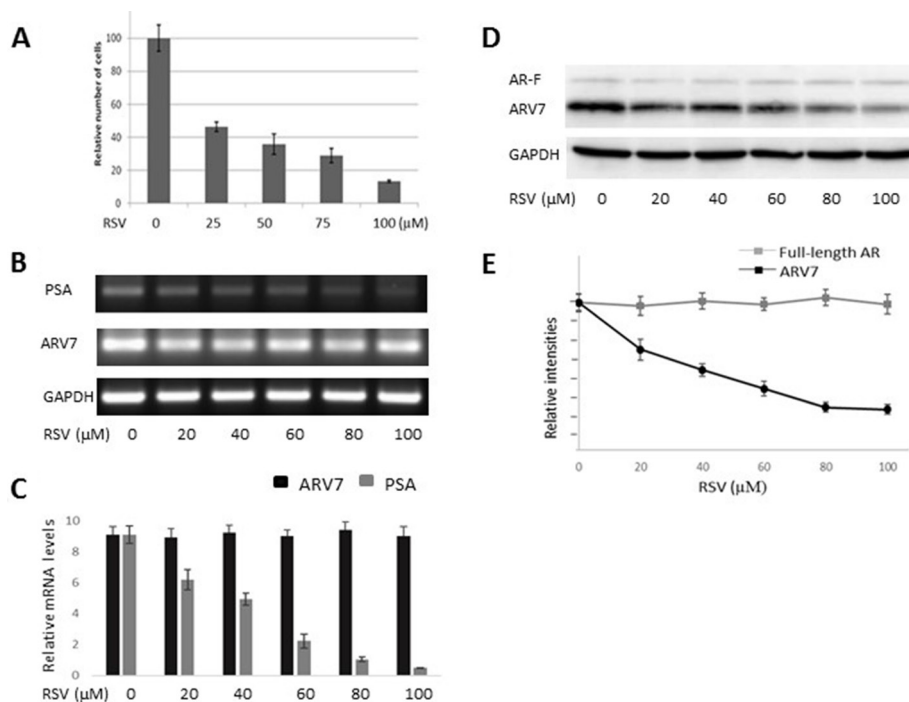 A
Relative number of cells
100
80
60
40
20
0
RSV 0 25 50 75 100 (μM)
B
PSA
ARV7
GAPDH
RSV (μM) 0 20 40 60 80 100
C
ARV7 PSA
Relative mRNA levels
10
8
6
4
2
0
RSV (μM) 0 20 40 60 80 100
D
AR-F
ARV7
GAPDH
RSV (μM) 0 20 40 60 80 100
E
Full-length AR
ARV7
Relative intensities
0 20 40 60 80 100
RSV (μM)